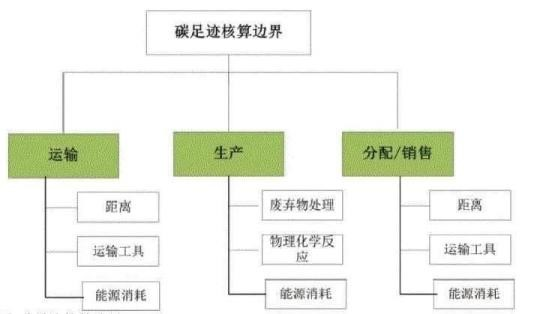 碳足迹核算边界
运输
生产
分配/销售
距离
废弃物处理
距离
运输工具
物理化学反
应
运输工具
能源消耗
能源消耗
能源消耗